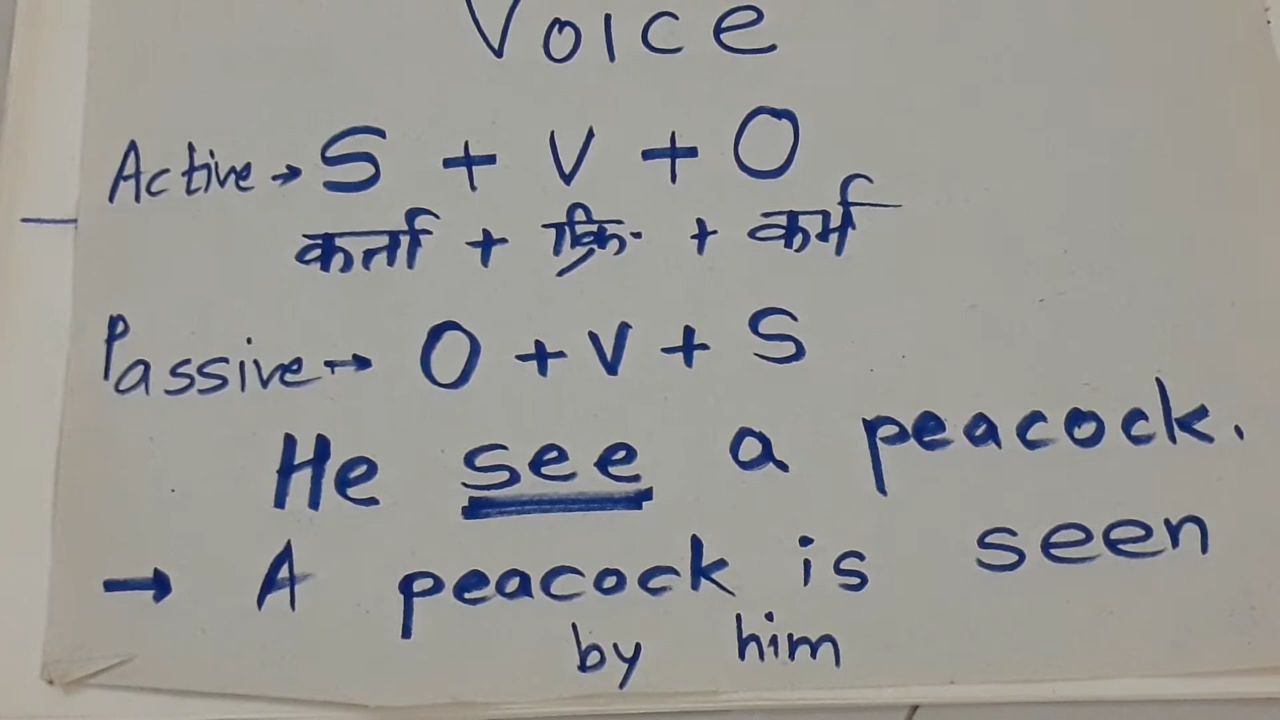 Voice
Active → S + V + O
कर्ता + क्रि. + कर्म
Passive → O + V + S
He see a peacock.
→ A peacock is seen
by him